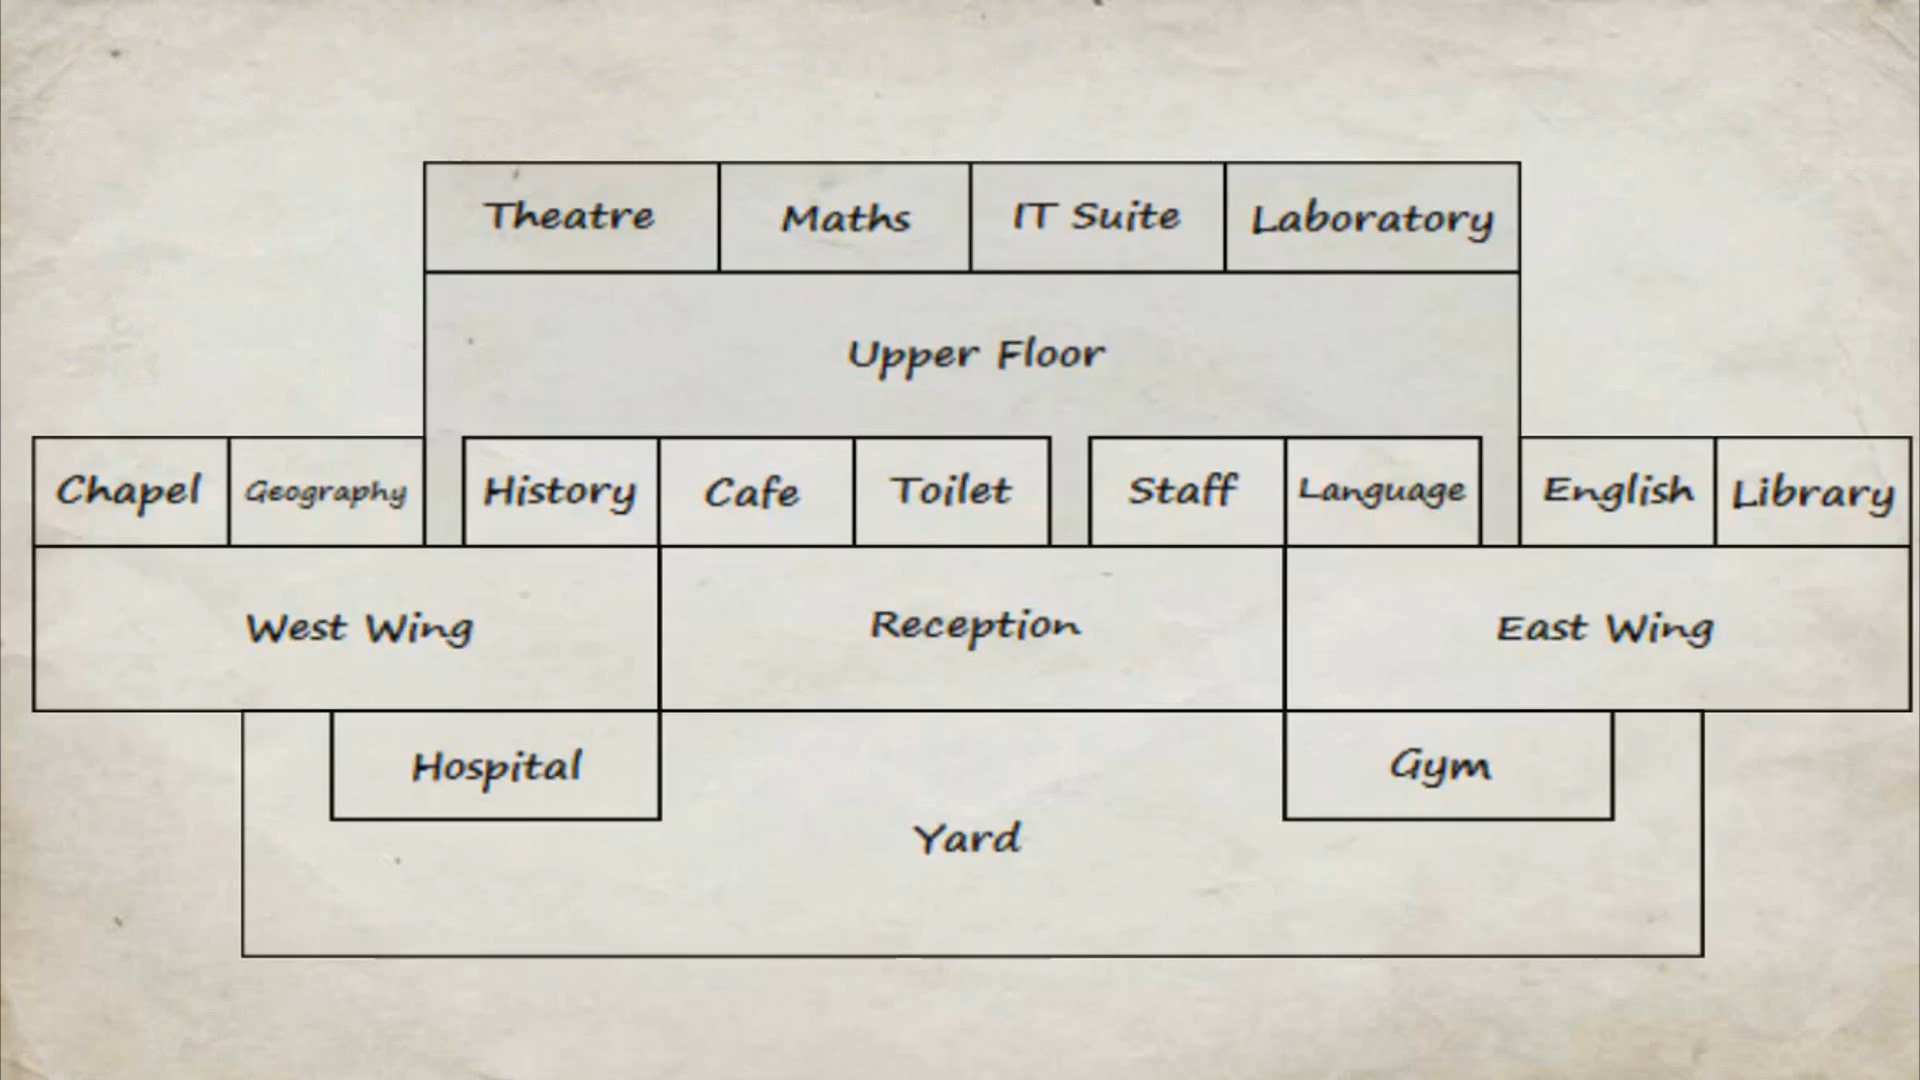 Theatre
Maths
IT Suite
Laboratory
Upper Floor
Chapel
Geography
History
Cafe
Toilet
Staff
Language
English
Library
West Wing
Reception
East Wing
Hospital
Gym
Yard